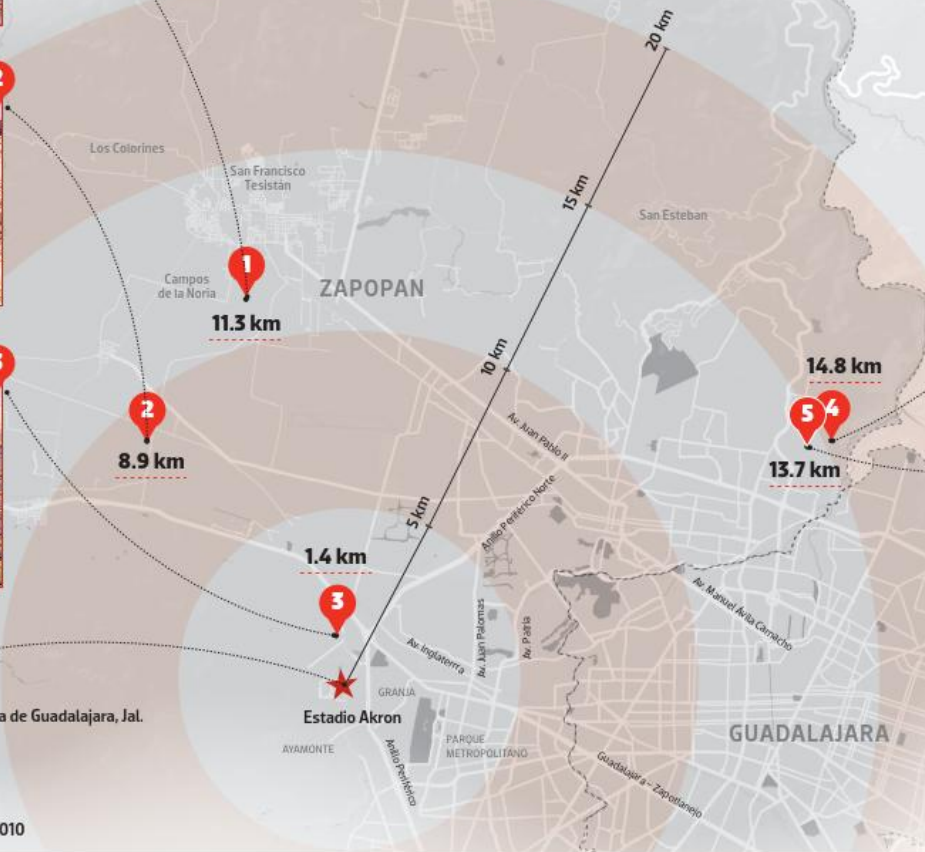 20 km
2
Los Colorines
San Francisco
Tesistán
15 km
San Esteban
1
Campos
de la Noria
ZAPOPAN
11.3 km
10 km
14.8 km
2
5
4
Av. Juan Pablo II
8.9 km
13.7 km
5 km
Anillo Periférico Norte
1.4 km
3
Av. Manuel Ávila Camacho
Av. Juan Palomas
Av. Patria
Av. Inglaterrra
GRANJA
a de Guadalajara, Jal.
Estadio Akron
GUADALAJARA
AYAMONTE
PARQUE
METROPOLITANO
Anillo Periférico
Guadalajara – Zapotlanejo
010